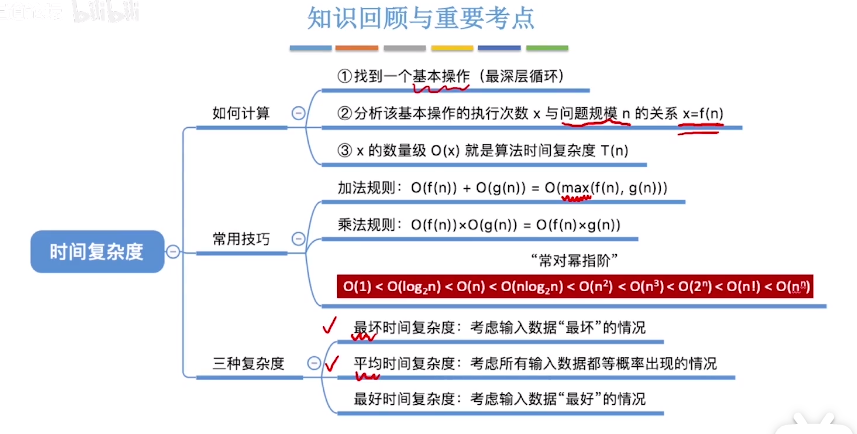 知识回顾与重要考点
①找到一个基本操作（最深层循环）
如何计算
②分析该基本操作的执行次数 x 与问题规模 n 的关系 x=f(n)
③ x 的数量级 O(x) 就是算法时间复杂度 T(n)
加法规则：O(f(n)) + O(g(n)) = O(max(f(n), g(n)))
常用技巧
乘法规则：O(f(n))×O(g(n)) = O(f(n)×g(n))
时间复杂度
“常对幂指阶”
O(1) < O(log₂n) < O(n) < O(nlog₂n) < O(n²) < O(n³) < O(2ⁿ) < O(n!) < O(nⁿ)
最坏时间复杂度：考虑输入数据“最坏”的情况
三种复杂度
平均时间复杂度：考虑所有输入数据都等概率出现的情况
最好时间复杂度：考虑输入数据“最好”的情况